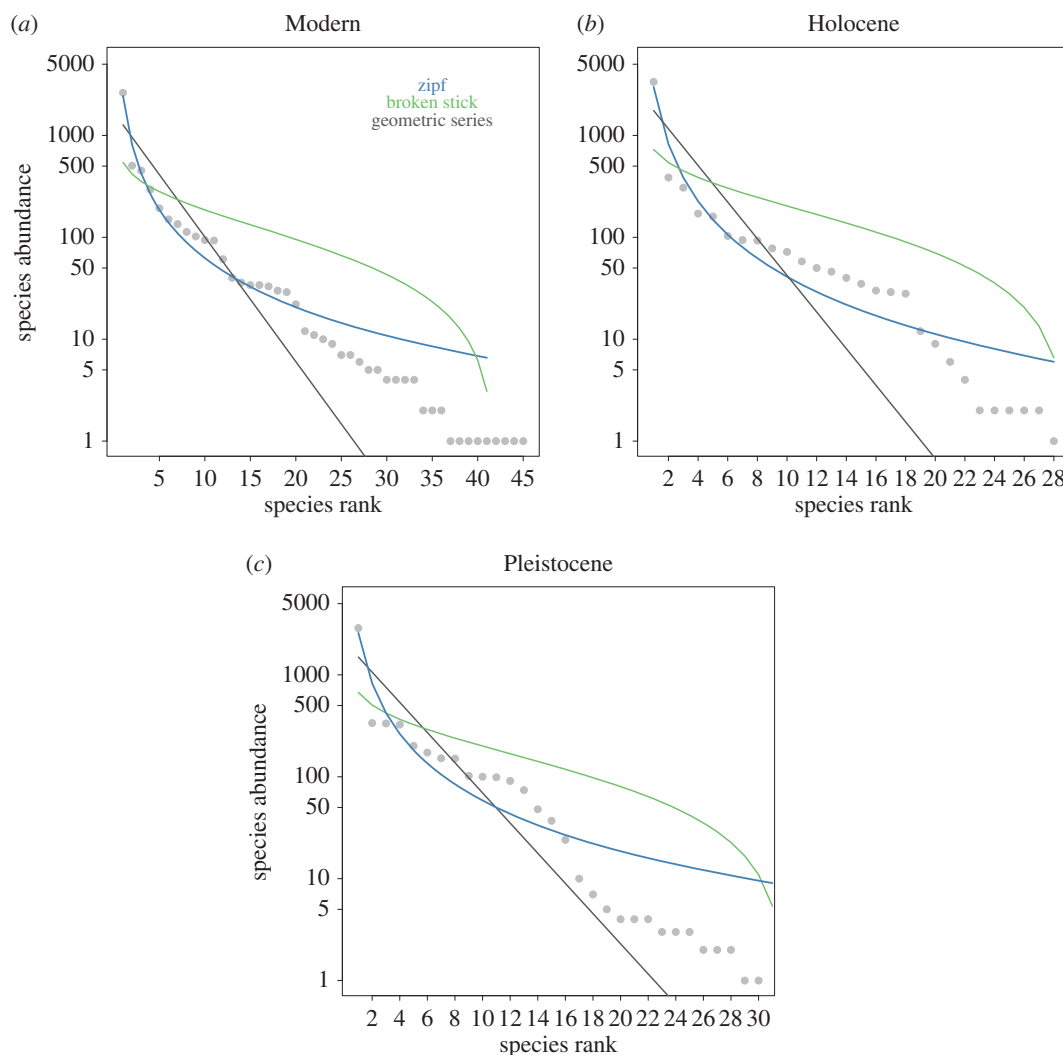 (a) Modern
5000
1000
500
100
50
10
5
1
species abundance
zipf
broken stick
geometric series
5 10 15 20 25 30 35 40 45
species rank
(b) Holocene
5000
1000
500
100
50
10
5
1
2 4 6 8 10 12 14 16 18 20 22 24 26 28
species rank
(c) Pleistocene
5000
1000
500
100
50
10
5
1
species abundance
2 4 6 8 10 12 14 16 18 20 22 24 26 28 30
species rank